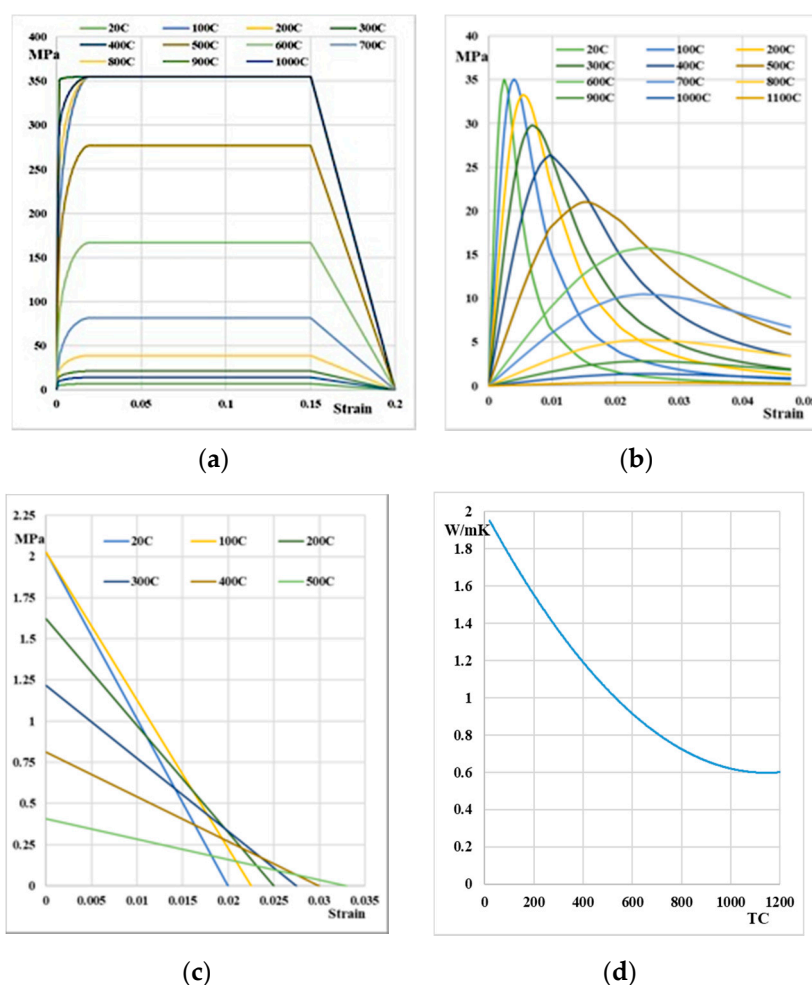 20C 100C 200C 300C
MPa
400C 500C 600C 700C
800C 900C 1000C
400
350
300
250
200
150
100
50
0
0 0.05 0.1 0.15 0.2
Strain
(a)
MPa
20C 100C 200C
300C 400C 500C
600C 700C 800C
900C 1000C 1100C
40
35
30
25
20
15
10
5
0
0 0.01 0.02 0.03 0.04 0.05
Strain
(b)
2.25
MPa
20C 100C 200C
300C 400C 500C
2
1.75
1.5
1.25
1
0.75
0.5
0.25
0
0 0.005 0.01 0.015 0.02 0.025 0.03 0.035
Strain
(c)
2
W/mK
1.8
1.6
1.4
1.2
1
0.8
0.6
0.4
0.2
0
0 200 400 600 800 1000 1200
TC
(d)